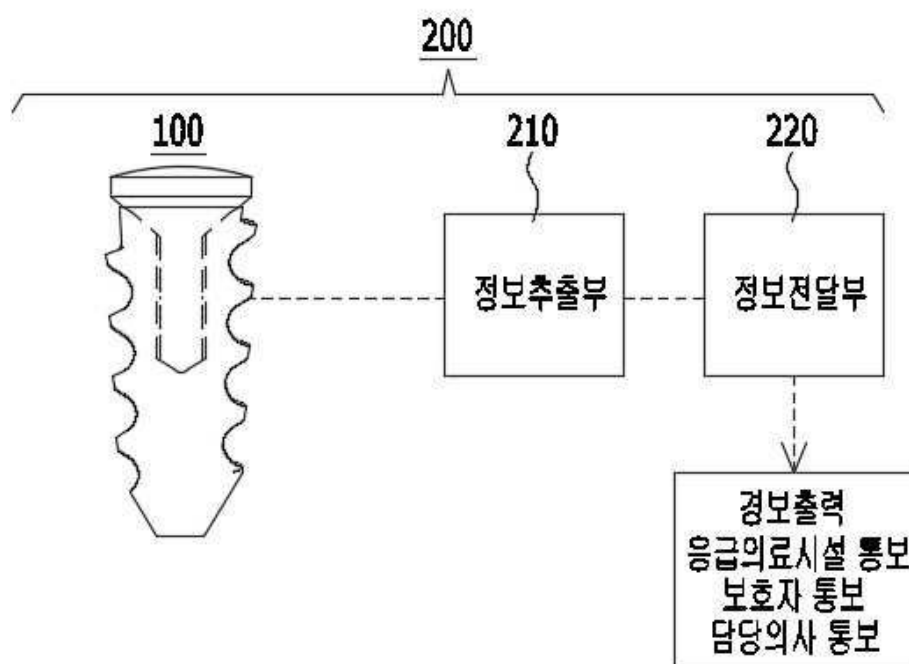 200
100
210
220
정보추출부
정보전달부
경보출력
응급의료시설 통보
보호자 통보
담당의사 통보